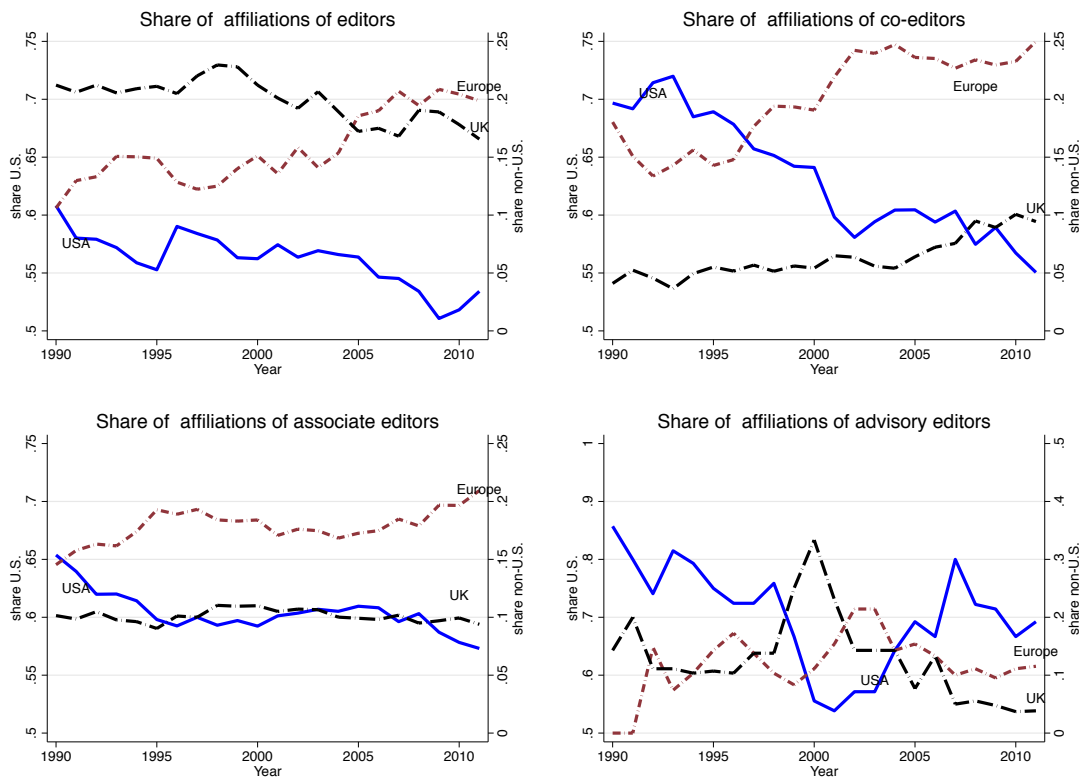 Share of  affiliations of editors
.5 .55 .6 .65 .7 .75
share U.S.
0 .05 .1 .15 .2 .25
share non-U.S.
Europe
UK
USA
1990 1995 2000 2005 2010
Year
Share of  affiliations of co-editors
.5 .55 .6 .65 .7 .75
share U.S.
0 .05 .1 .15 .2 .25
share non-U.S.
USA
Europe
UK
1990 1995 2000 2005 2010
Year
Share of  affiliations of associate editors
.5 .55 .6 .65 .7 .75
share U.S.
0 .05 .1 .15 .2 .25
share non-U.S.
Europe
USA
UK
1990 1995 2000 2005 2010
Year
Share of  affiliations of advisory editors
.5 .6 .7 .8 .9 1
share U.S.
0 .1 .2 .3 .4 .5
share non-U.S.
Europe
USA
UK
1990 1995 2000 2005 2010
Year